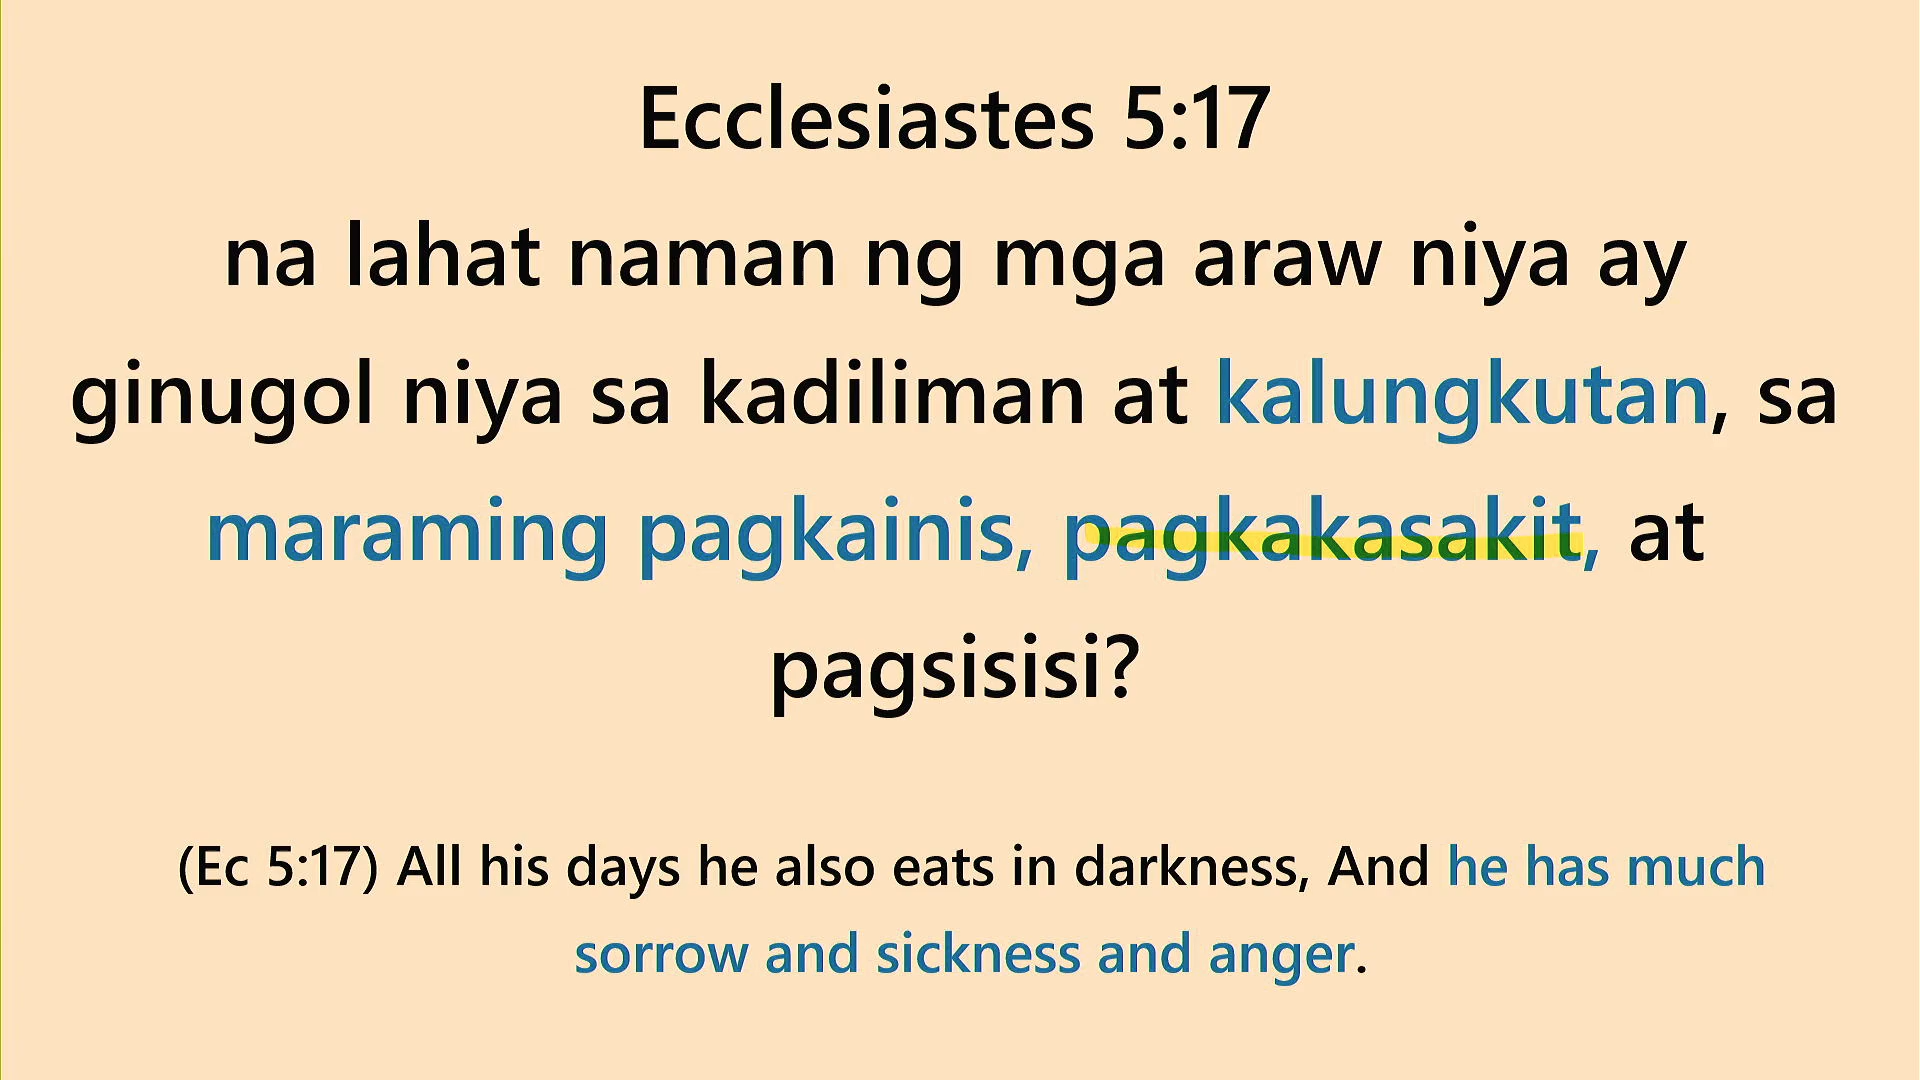 Ecclesiastes 5:17
na lahat naman ng mga araw niya ay
ginugol niya sa kadiliman at kalungkutan, sa
maraming pagkainis, pagkakasakit, at
pagsisisi?
(Ec 5:17) All his days he also eats in darkness, And he has much
sorrow and sickness and anger.